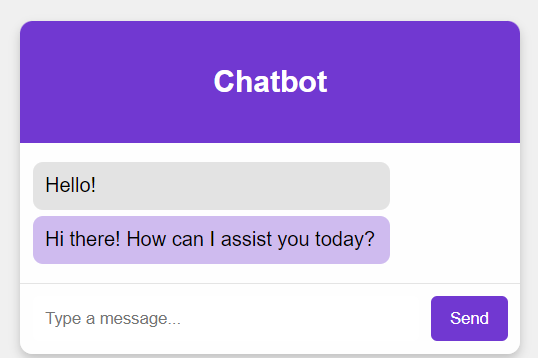 Chatbot
Hello!
Hi there! How can I assist you today?
Type a message...
Send